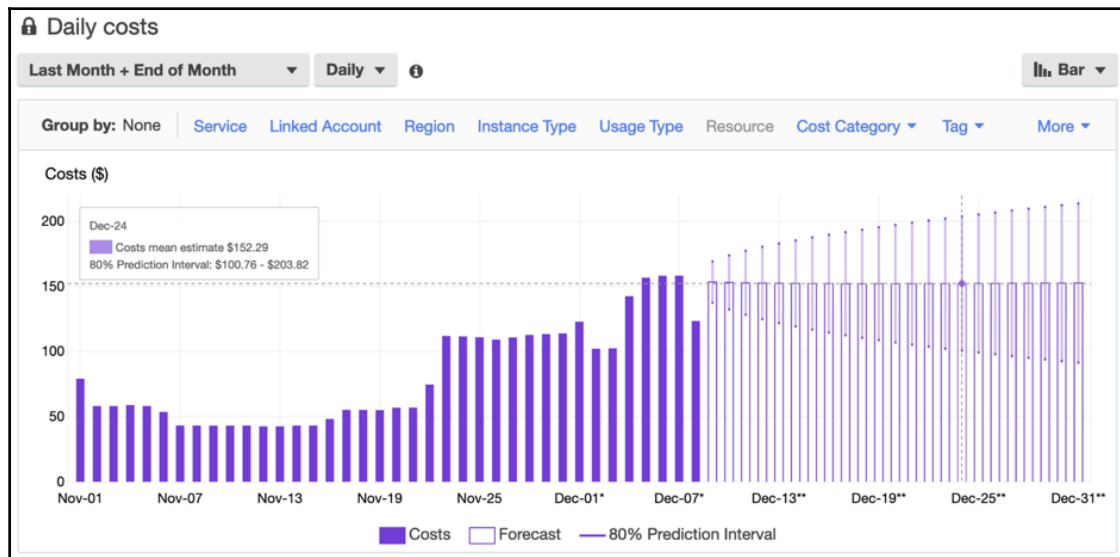 Daily costs
Last Month + End of Month Daily Bar
Group by: None Service Linked Account Region Instance Type Usage Type Resource Cost Category Tag More
Costs ($)
200
Dec-24
Costs mean estimate $152.29
80% Prediction Interval: $100.76 - $203.82
150
100
50
0
Nov-01 Nov-07 Nov-13 Nov-19 Nov-25 Dec-01* Dec-07* Dec-13** Dec-19** Dec-25** Dec-31**
Costs Forecast 80% Prediction Interval